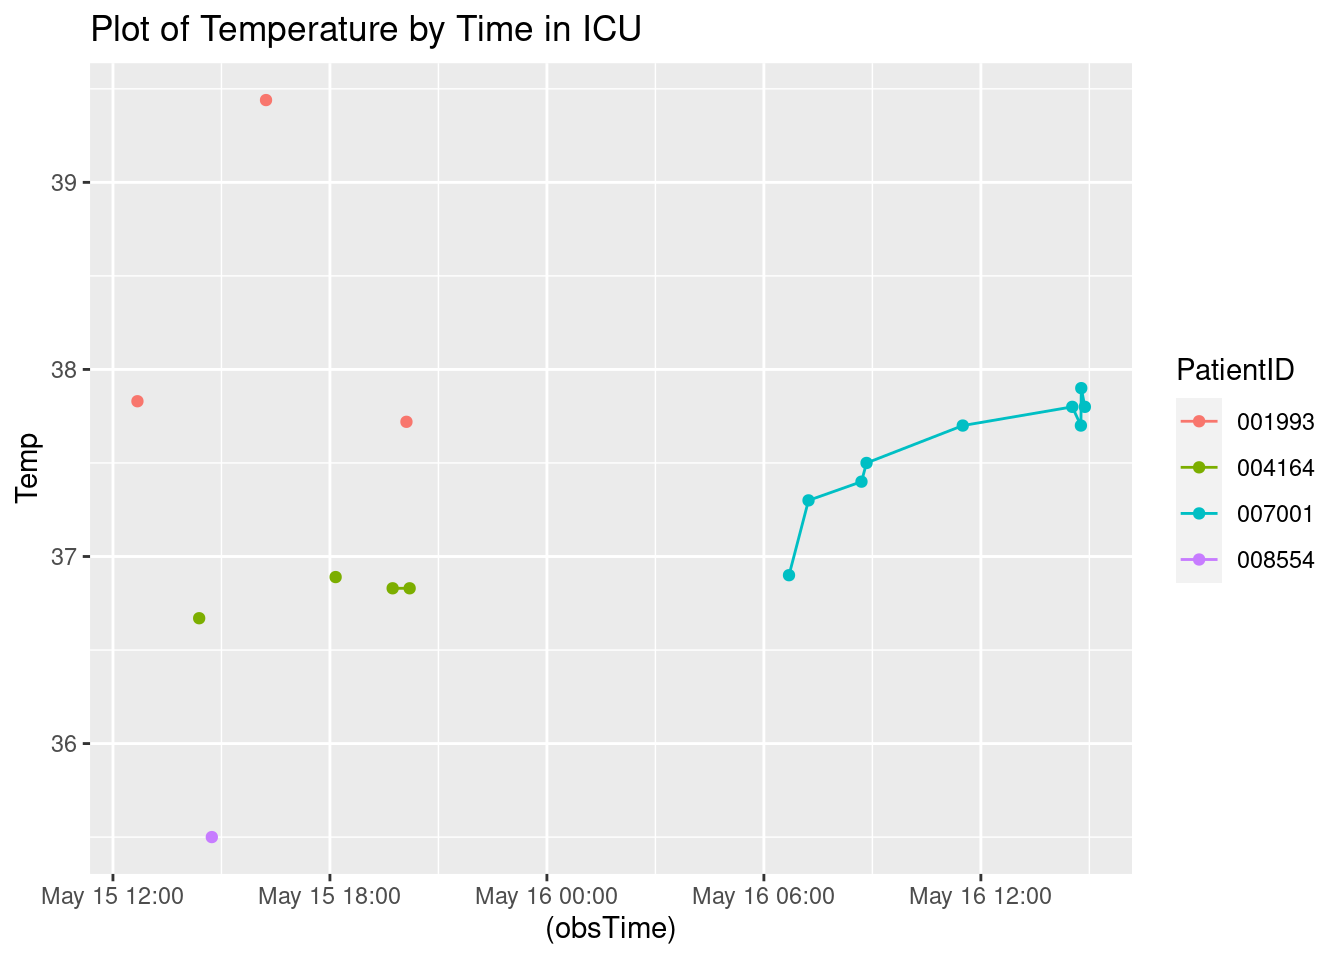 Plot of Temperature by Time in ICU
Temp
39
38
37
36
May 15 12:00 May 15 18:00 May 16 00:00 May 16 06:00 May 16 12:00
(obsTime)
PatientID
001993
004164
007001
008554